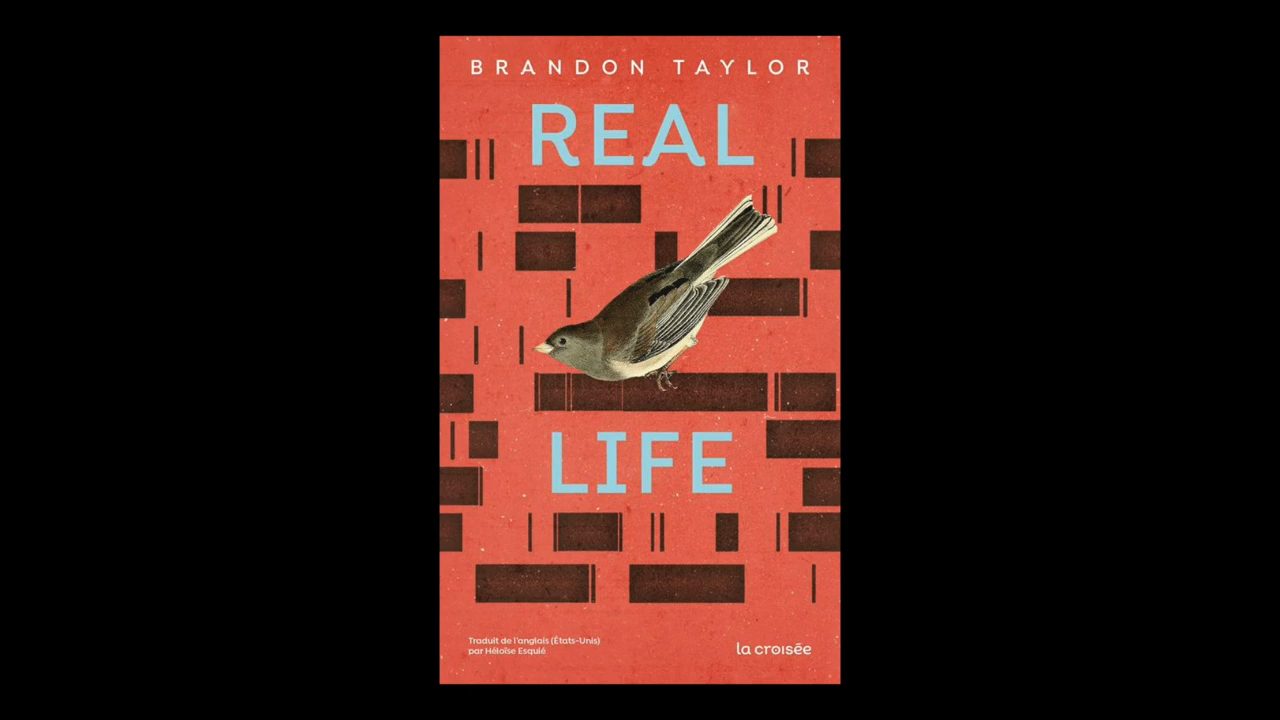 BRANDON TAYLOR
REAL
LIFE
Traduit de l'anglais (États-Unis)
par Héloïse Esquié
la croisée